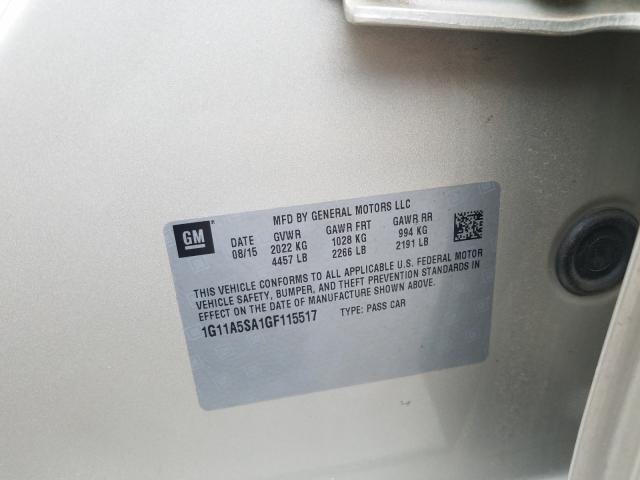 MFD BY GENERAL MOTORS LLC
GM® DATE GVWR GAWR FRT GAWR RR
08/15 2022 KG 1028 KG 994 KG
4457 LB 2266 LB 2191 LB
THIS VEHICLE CONFORMS TO ALL APPLICABLE U.S. FEDERAL MOTOR
VEHICLE SAFETY, BUMPER, AND THEFT PREVENTION STANDARDS IN
EFFECT ON THE DATE OF MANUFACTURE SHOWN ABOVE.
1G11A5SA1GF115517 TYPE: PASS CAR